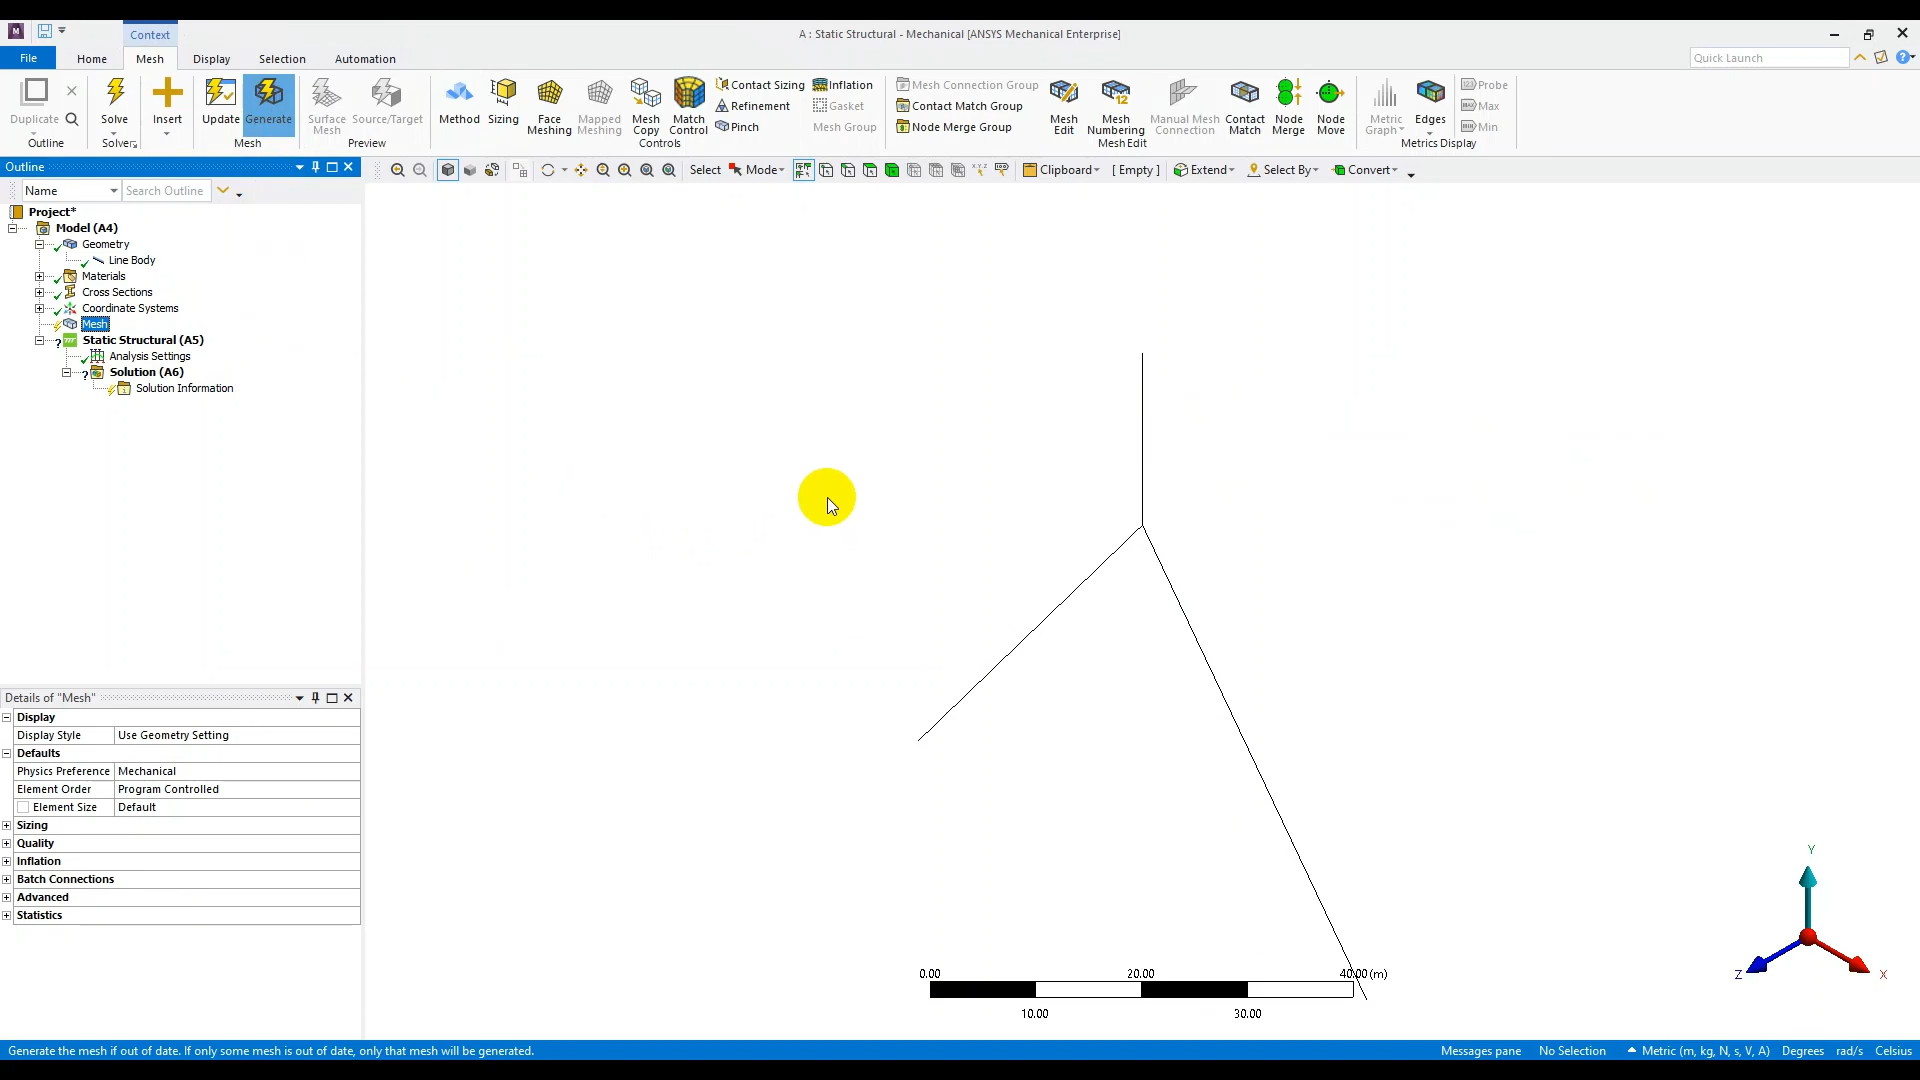 Context
A : Static Structural - Mechanical [ANSYS Mechanical Enterprise]
File Home Mesh Display Selection Automation Quick Launch
Duplicate
Outline
Solve
Solver
Insert
Update Generate
Mesh
Surface Mesh
Source/Target
Preview
Method Sizing Face Meshing Mapped Meshing Mesh Copy Match Control
Contact Sizing Inflation
Refinement Gasket
Pinch Mesh Group
Controls
Mesh Connection Group
Contact Match Group
Node Merge Group
Mesh Edit Mesh Numbering Manual Mesh Connection Contact Match Node Merge Node Move
Mesh Edit
Metric Graph Edges
Probe
Max
Min
Metrics Display
Outline
Select Mode Clipboard [ Empty ] Extend Select By Convert
Name Search Outline
Project*
Model (A4)
Geometry
Line Body
Materials
Cross Sections
Coordinate Systems
Mesh
Static Structural (A5)
Analysis Settings
Solution (A6)
Solution Information
Details of "Mesh"
Display
Display Style Use Geometry Setting
Defaults
Physics Preference Mechanical
Element Order Program Controlled
Element Size Default
Sizing
Quality
Inflation
Batch Connections
Advanced
Statistics
0.00 20.00 40.00 (m)
10.00 30.00
Y
Z X
Generate the mesh if out of date. If only some mesh is out of date, only that mesh will be generated.
Messages pane No Selection Metric (m, kg, N, s, V, A) Degrees rad/s Celsius